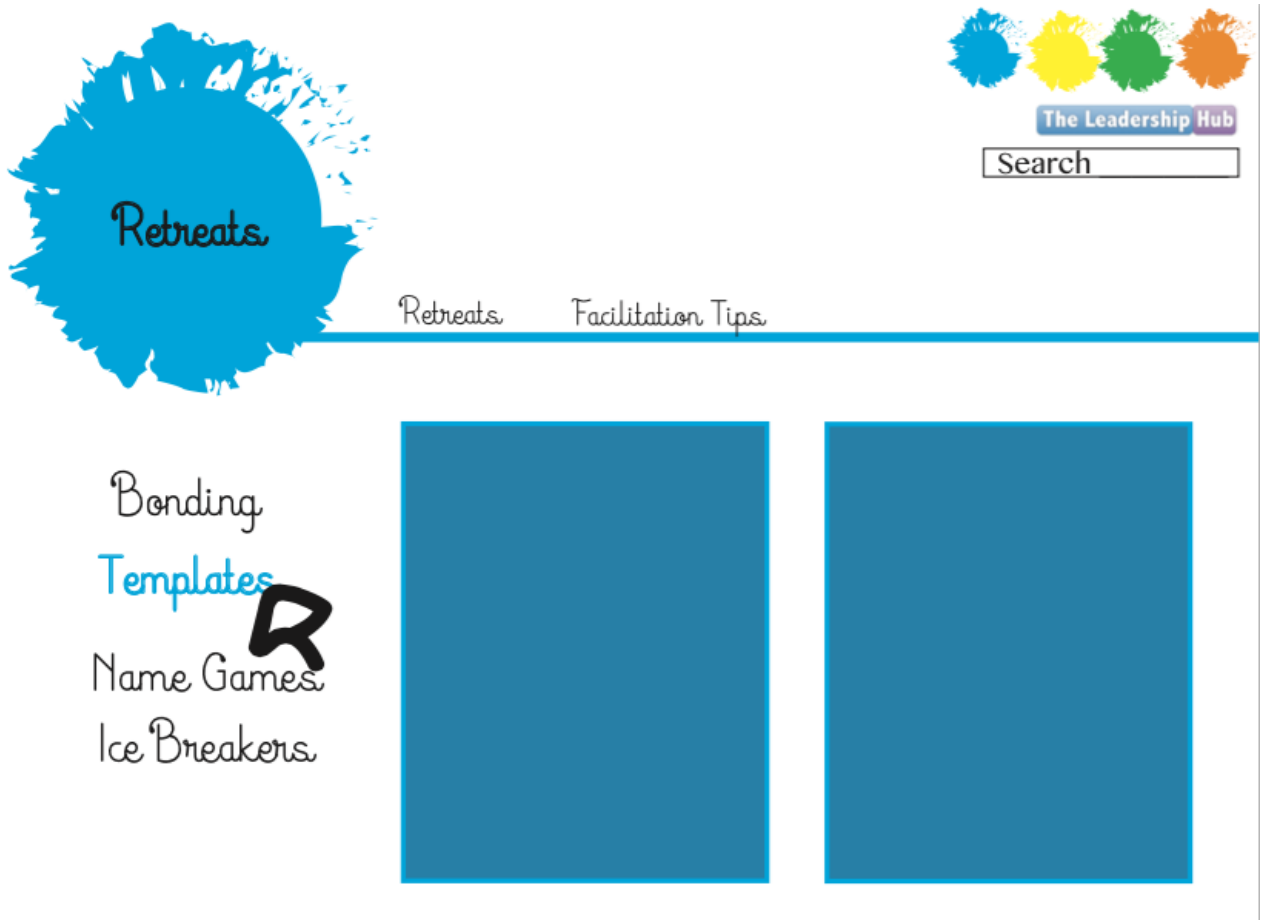 The Leadership Hub
Search
Retreats
Retreats
Facilitation Tips
Bonding
Templates
Name Games
Ice Breakers